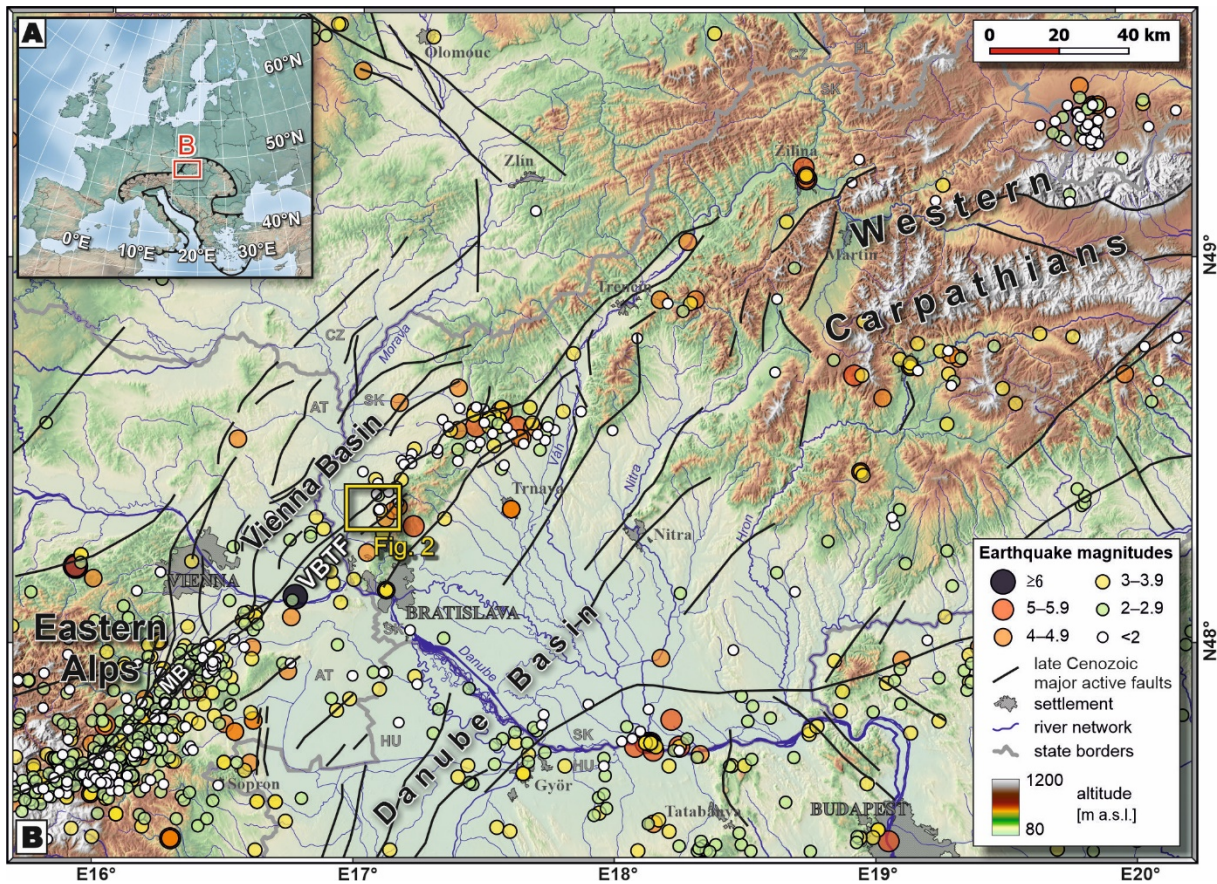 A
60°N
50°N
40°N
0°E
10°E
20°E
30°E
B
0 20 40 km
Olomouc
CZ
PL
SK
Zlín
Žilina
Western
Carpathians
Martin
Trenčín
N49°
CZ
Morava
AT
SK
Váh
Nitra
Hron
Vienna Basin
Trnava
Nitra
Fig. 2
VBTF
VIENNA
BRATISLAVA
Eastern
Alps
MB
SK
AT
HU
Danube
Danube Basin
N48°
SK
HU
Sopron
Györ
Tatabánya
BUDAPEST
Earthquake magnitudes
≥6
5–5.9
4–4.9
3–3.9
2–2.9
<2
late Cenozoic
major active faults
settlement
river network
state borders
1200
80
altitude
[m a.s.l.]
B
E16°
E17°
E18°
E19°
E20°